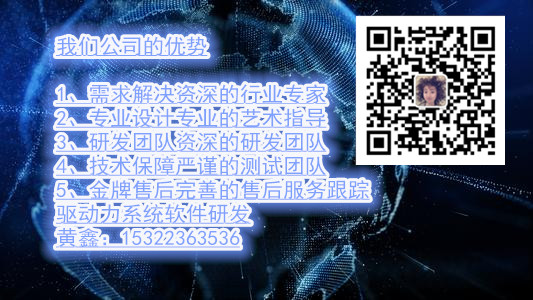 我们公司的优势
1、需求解决资深的行业专家
2、专业设计专业的艺术指导
3、研发团队资深的研发团队
4、技术保障严谨的测试团队
5、金牌售后完善的售后服务跟踪
驱动力系统软件研发
黄鑫：15322363536